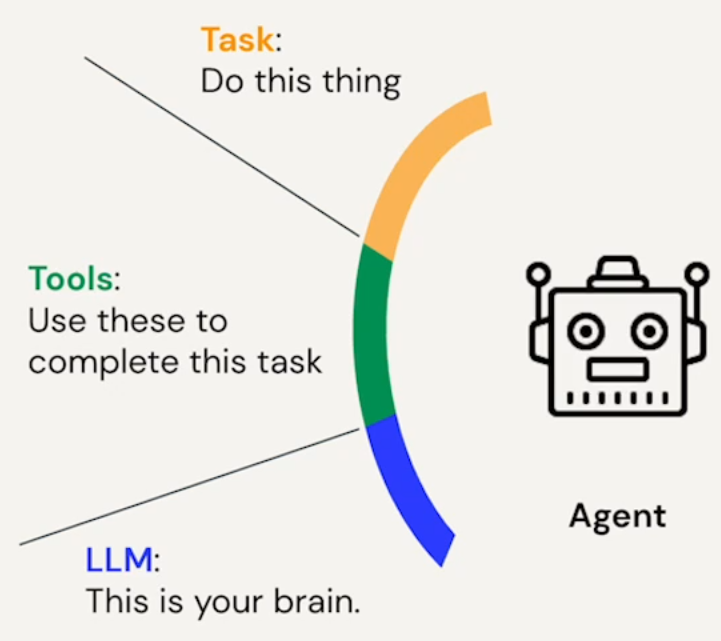 Task:
Do this thing
Tools:
Use these to
complete this task
Agent
LLM:
This is your brain.